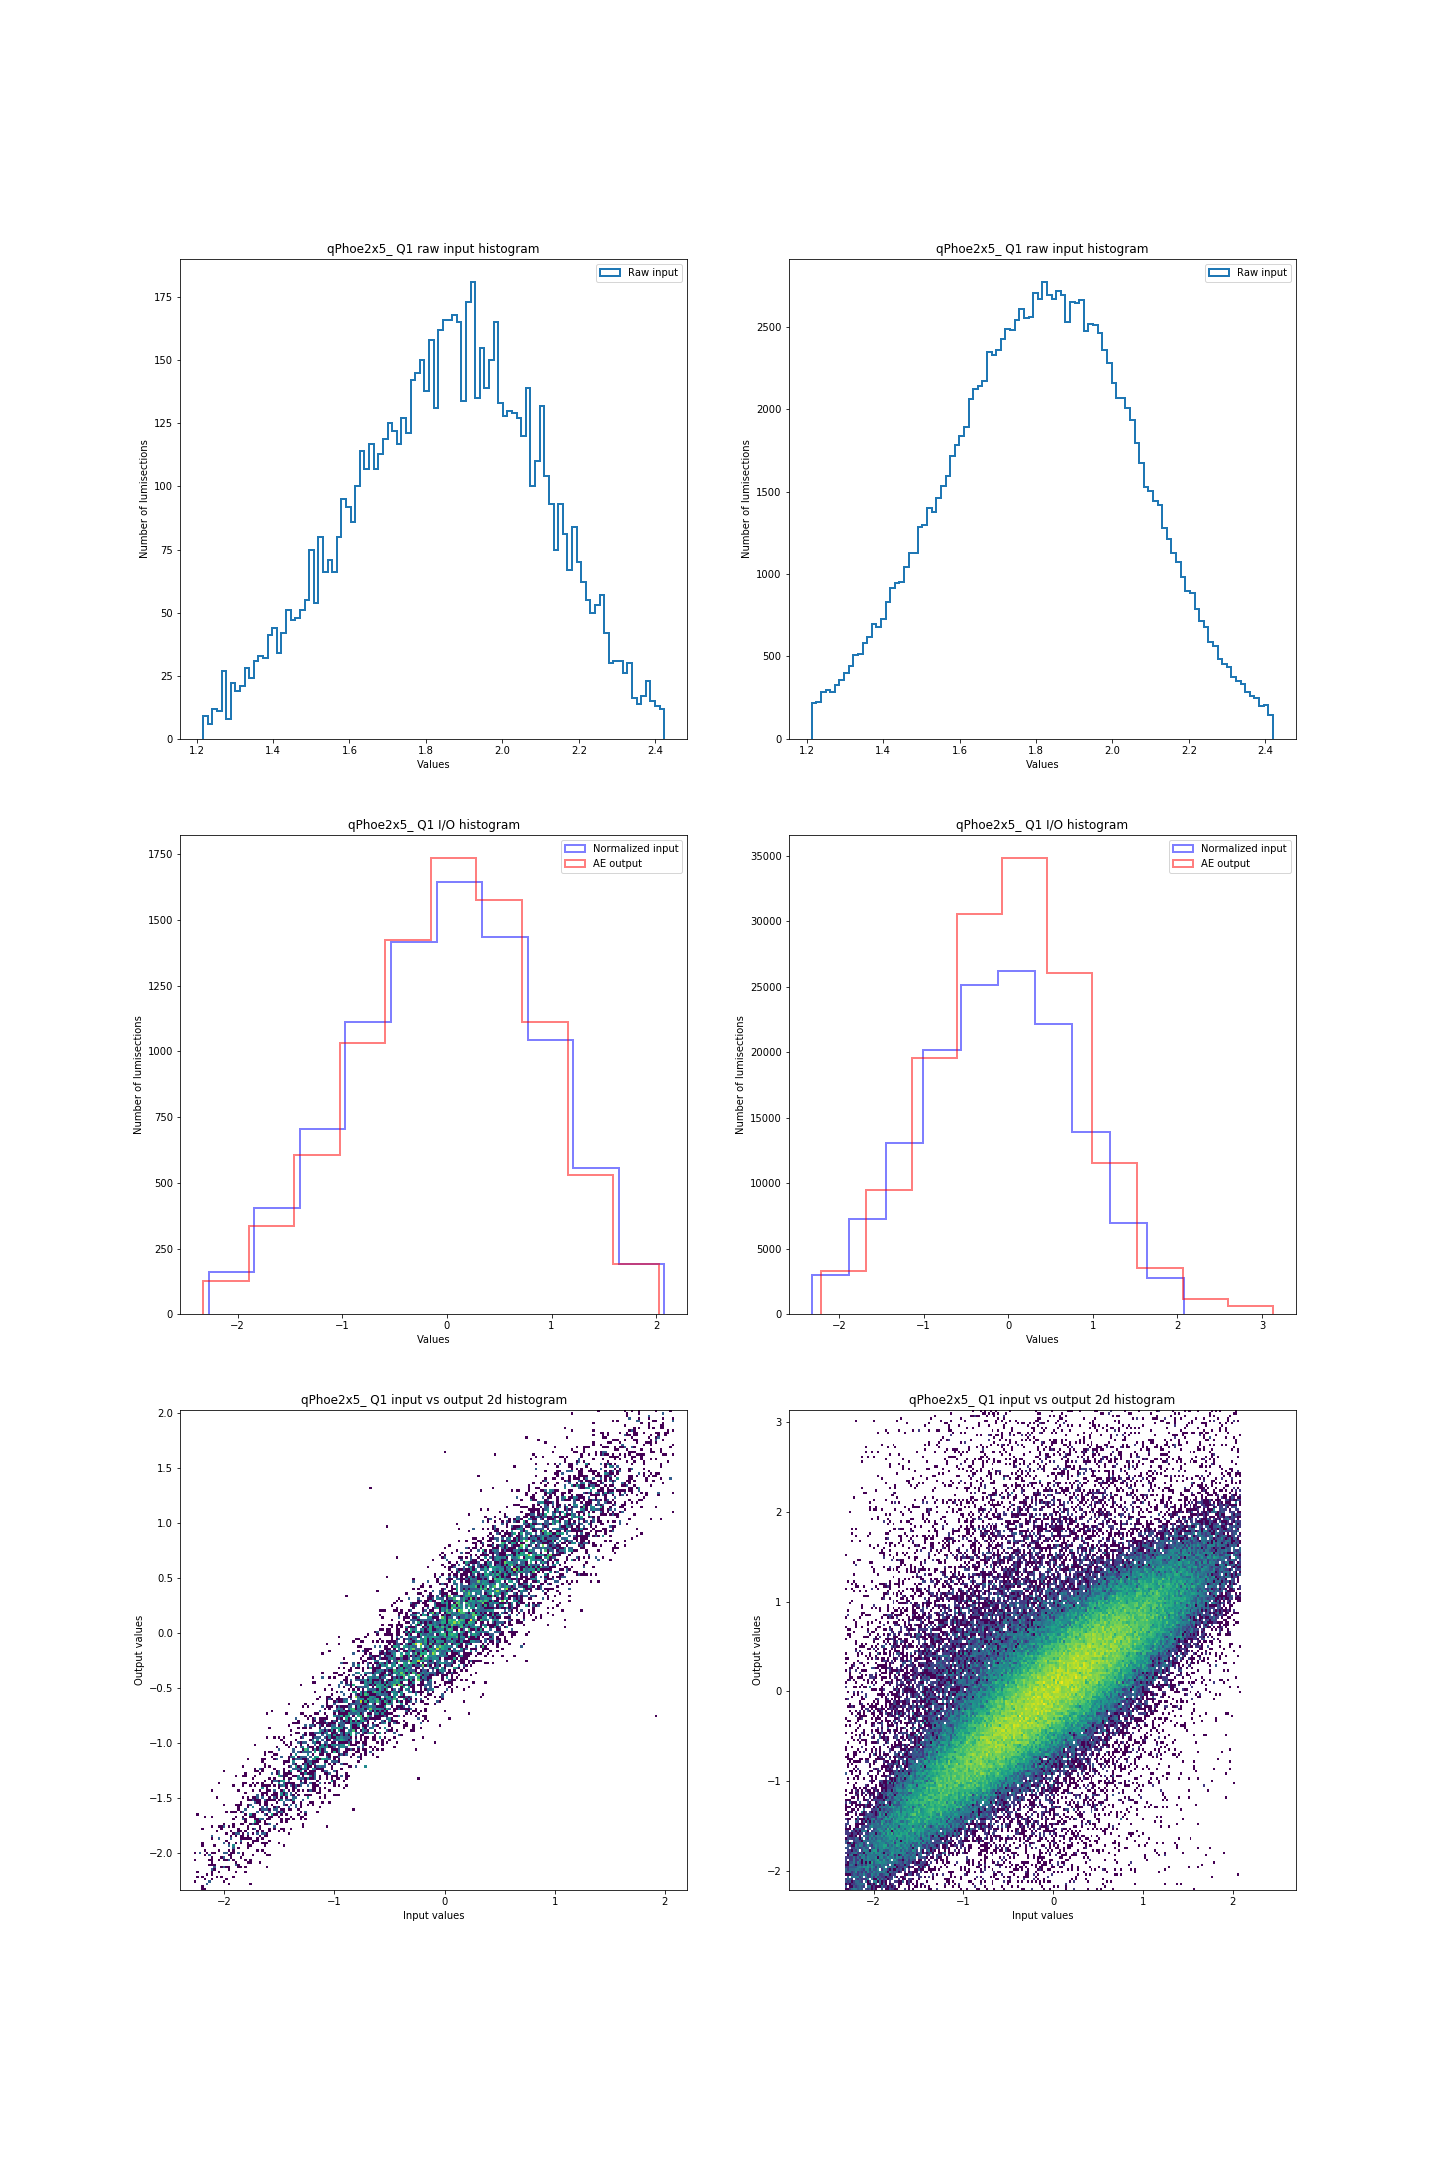 qPhoe2x5_ Q1 raw input histogram
Raw input
Number of lumisections
175
150
125
100
75
50
25
0
1.2 1.4 1.6 1.8 2.0 2.2 2.4
Values
qPhoe2x5_ Q1 raw input histogram
Raw input
Number of lumisections
2500
2000
1500
1000
500
0
1.2 1.4 1.6 1.8 2.0 2.2 2.4
Values
qPhoe2x5_ Q1 I/O histogram
Normalized input
AE output
Number of lumisections
1750
1500
1250
1000
750
500
250
0
−2 −1 0 1 2
Values
qPhoe2x5_ Q1 I/O histogram
Normalized input
AE output
Number of lumisections
35000
30000
25000
20000
15000
10000
5000
0
−2 −1 0 1 2 3
Values
qPhoe2x5_ Q1 input vs output 2d histogram
Output values
2.0
1.5
1.0
0.5
0.0
−0.5
−1.0
−1.5
−2.0
−2 −1 0 1 2
Input values
qPhoe2x5_ Q1 input vs output 2d histogram
Output values
3
2
1
0
−1
−2
−2 −1 0 1 2
Input values